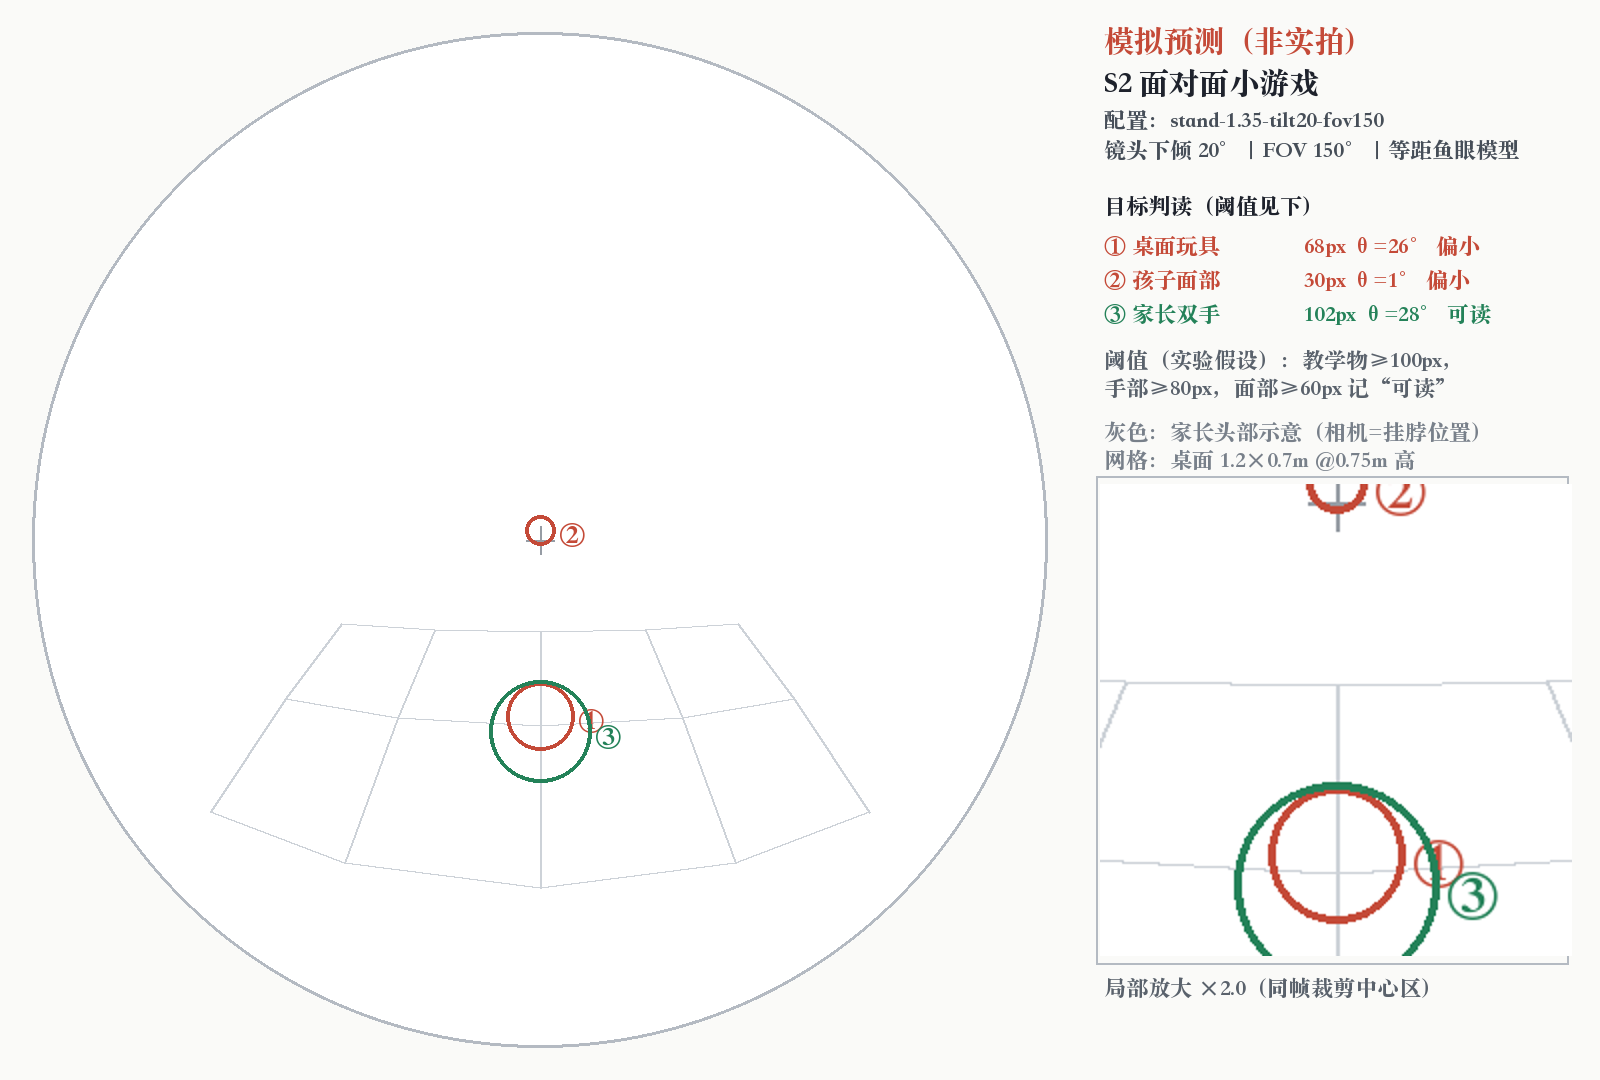 模拟预测（非实拍）
S2 面对面小游戏
配置：stand-1.35-tilt20-fov150
镜头下倾 20° | FOV 150° | 等距鱼眼模型
目标判读（阈值见下）
① 桌面玩具 68px θ=26° 偏小
② 孩子面部 30px θ=1° 偏小
③ 家长双手 102px θ=28° 可读
阈值（实验假设）：教学物≥100px，
手部≥80px，面部≥60px 记“可读”
灰色：家长头部示意（相机=挂脖位置）
网格：桌面 1.2×0.7m @0.75m 高
②
①
③
②
①
③
局部放大 ×2.0（同帧裁剪中心区）